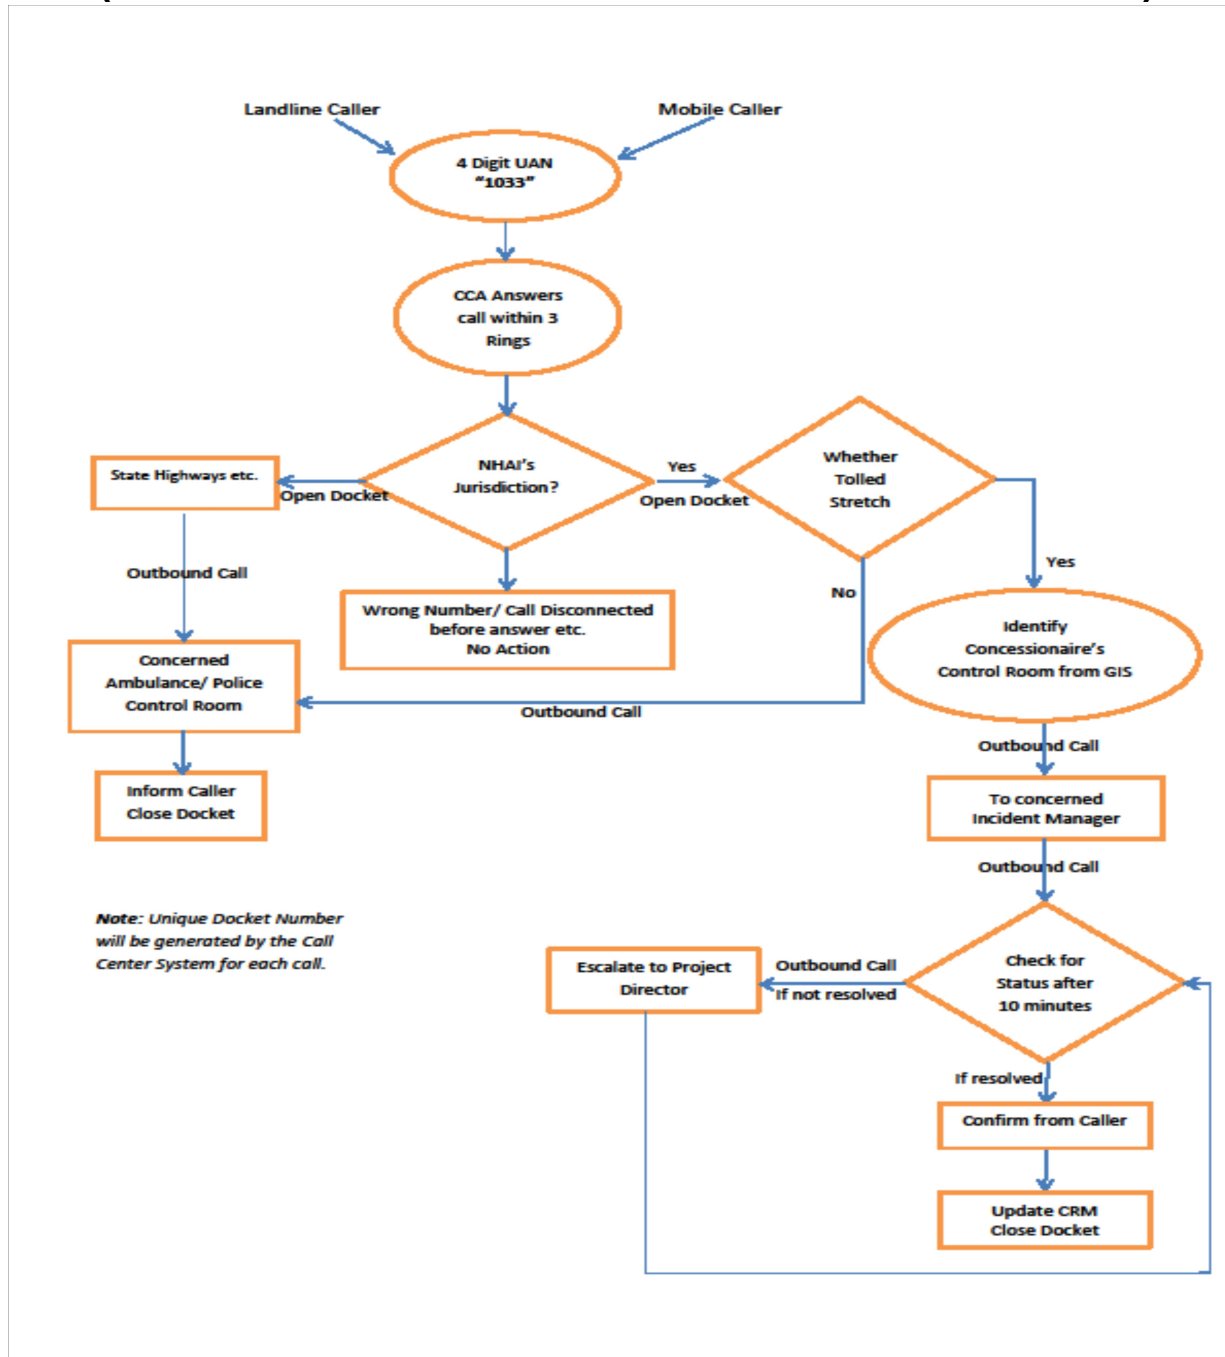 Landline Caller
Mobile Caller
4 Digit UAN
“1033”
CCA Answers
call within 3
Rings
NHAI’s
Jurisdiction?
Yes
Open Docket
Whether
Tolled
Stretch
State Highways etc.
Open Docket
Outbound Call
Wrong Number/ Call Disconnected
before answer etc.
No Action
No
Yes
Identify
Concessionaire’s
Control Room from GIS
Concerned
Ambulance/ Police
Control Room
Outbound Call
Outbound Call
Inform Caller
Close Docket
To concerned
Incident Manager
Outbound Call
Note: Unique Docket Number
will be generated by the Call
Center System for each call.
Check for
Status after
10 minutes
Outbound Call
If not resolved
Escalate to Project
Director
If resolved
Confirm from Caller
Update CRM
Close Docket